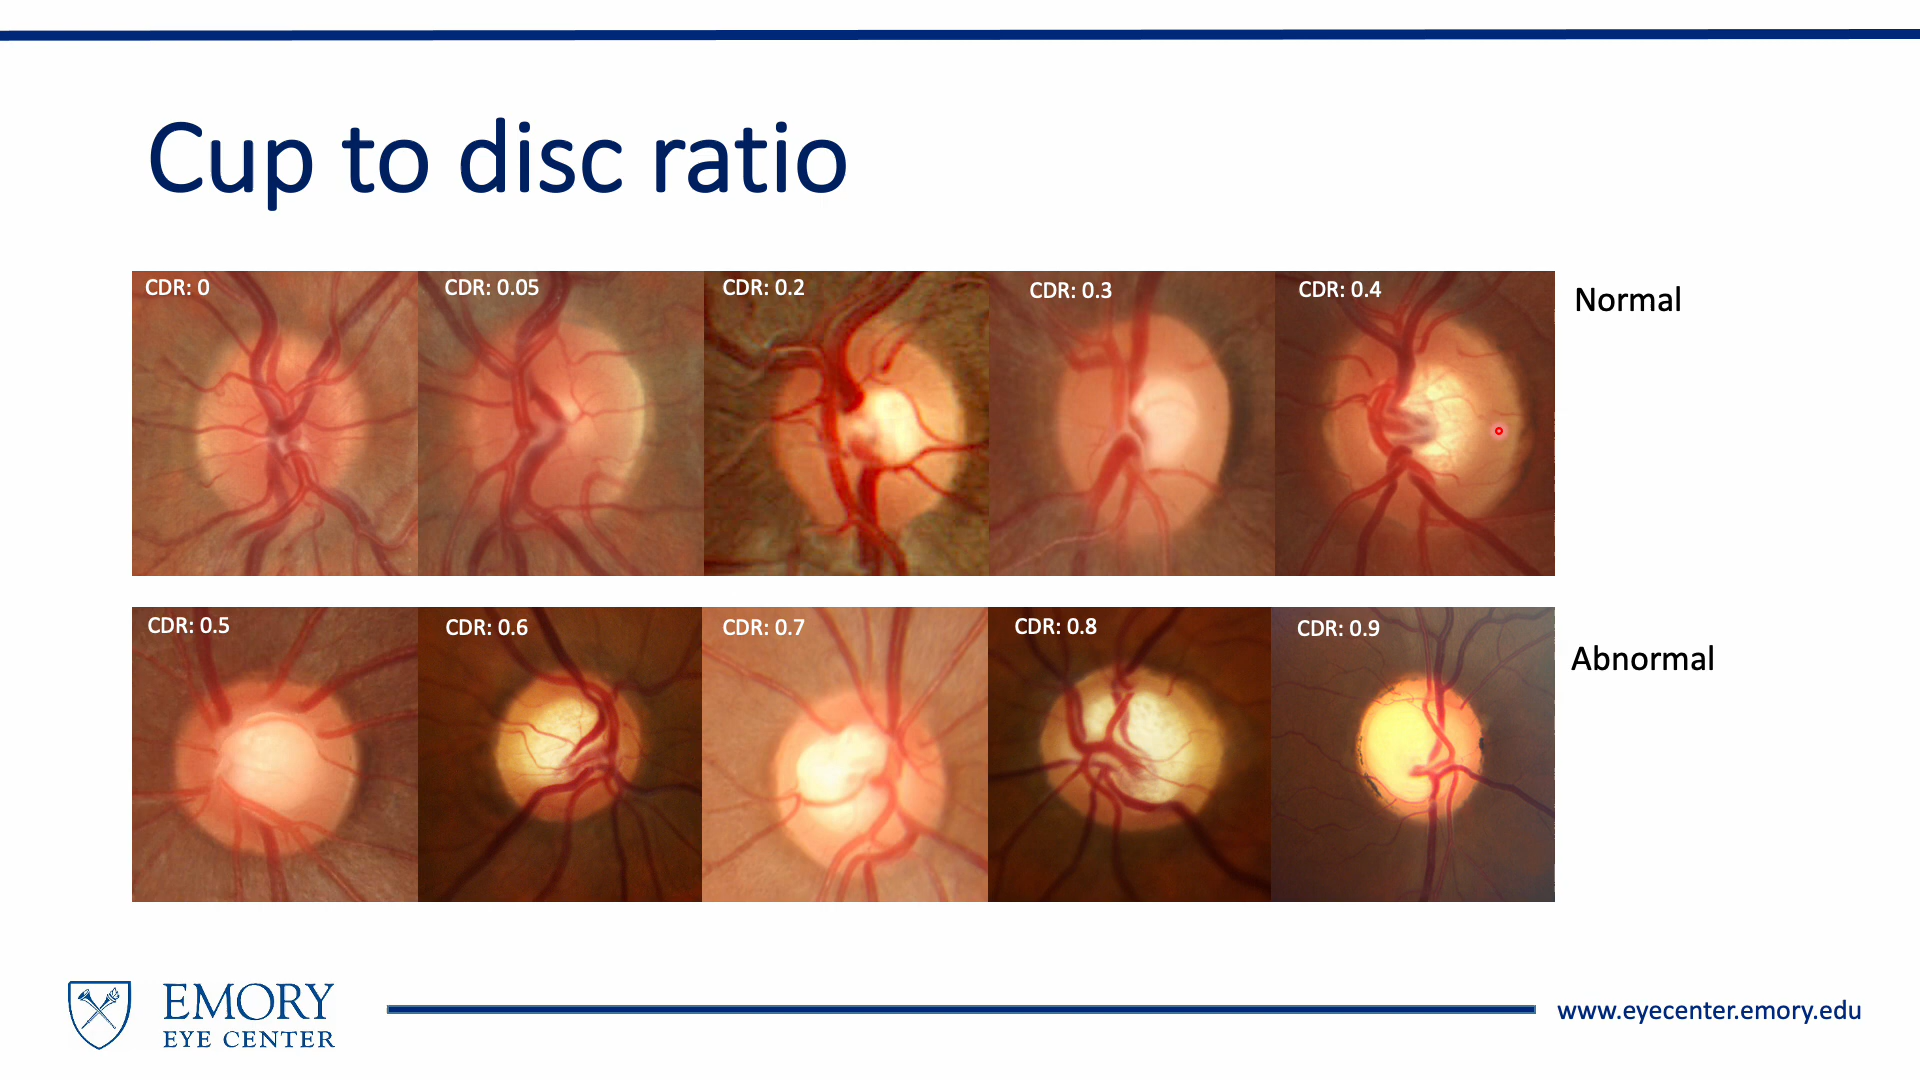 Cup to disc ratio
CDR: 0
CDR: 0.05
CDR: 0.2
CDR: 0.3
CDR: 0.4
Normal
CDR: 0.5
CDR: 0.6
CDR: 0.7
CDR: 0.8
CDR: 0.9
Abnormal
EMORY
EYE CENTER
www.eyecenter.emory.edu